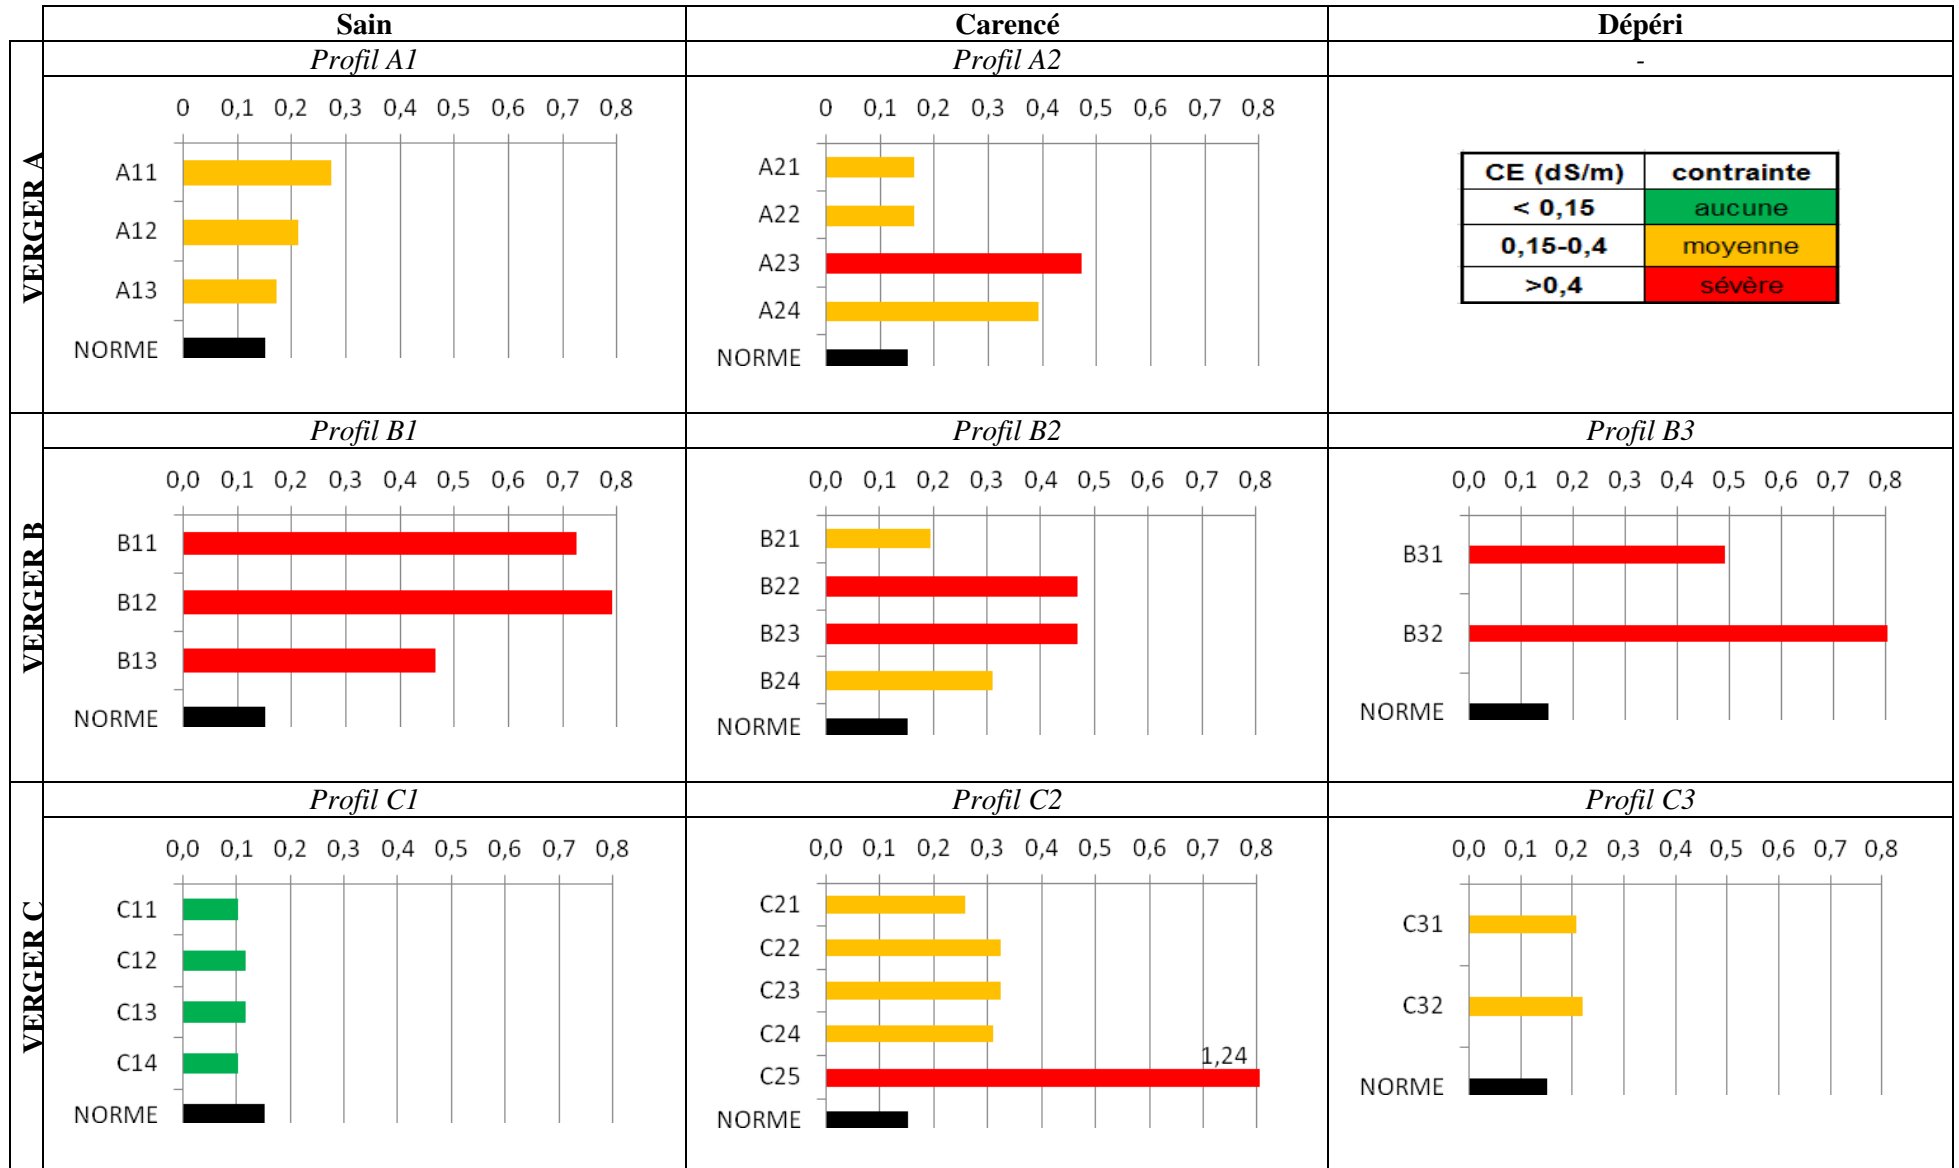 Sain Carencé Dépéri
VERGER A
Profil A1 Profil A2 -
0 0,1 0,2 0,3 0,4 0,5 0,6 0,7 0,8
A11
A12
A13
NORME
0 0,1 0,2 0,3 0,4 0,5 0,6 0,7 0,8
A21
A22
A23
A24
NORME
CE (dS/m) contrainte
< 0,15 aucune
0,15-0,4 moyenne
>0,4 sévère
VERGER B
Profil B1 Profil B2 Profil B3
0,0 0,1 0,2 0,3 0,4 0,5 0,6 0,7 0,8
B11
B12
B13
NORME
0,0 0,1 0,2 0,3 0,4 0,5 0,6 0,7 0,8
B21
B22
B23
B24
NORME
0,0 0,1 0,2 0,3 0,4 0,5 0,6 0,7 0,8
B31
B32
NORME
VERGER C
Profil C1 Profil C2 Profil C3
0,0 0,1 0,2 0,3 0,4 0,5 0,6 0,7 0,8
C11
C12
C13
C14
NORME
0,0 0,1 0,2 0,3 0,4 0,5 0,6 0,7 0,8
C21
C22
C23
C24
1,24
C25
NORME
0,0 0,1 0,2 0,3 0,4 0,5 0,6 0,7 0,8
C31
C32
NORME